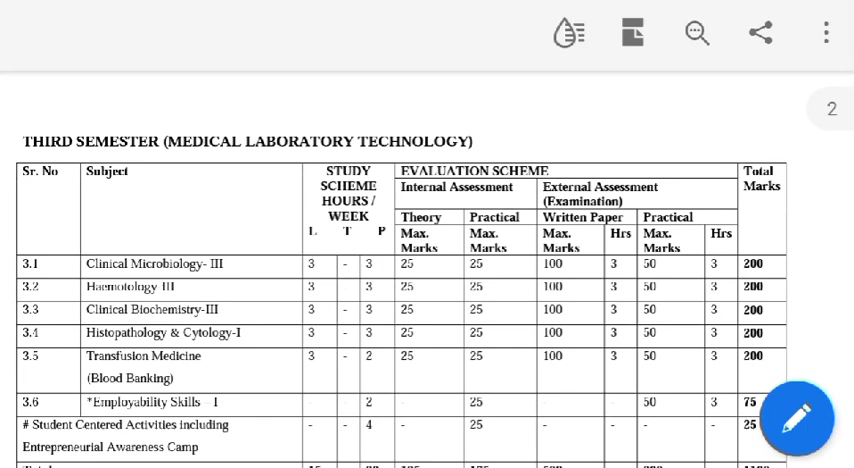 2
THIRD SEMESTER (MEDICAL LABORATORY TECHNOLOGY)
Sr. No Subject STUDY SCHEME HOURS / WEEK EVALUATION SCHEME Total Marks
Internal Assessment External Assessment (Examination)
L T P Theory Practical Written Paper Practical
Max. Marks Max. Marks Max. Marks Hrs Max. Marks Hrs
3.1 Clinical Microbiology- III 3 - 3 25 25 100 3 50 3 200
3.2 Haemotology-III 3 3 25 25 100 3 50 3 200
3.3 Clinical Biochemistry-III 3 - 3 25 25 100 3 50 3 200
3.4 Histopathology & Cytology-I 3 - 3 25 25 100 3 50 3 200
3.5 Transfusion Medicine 3 - 2 25 25 100 3 50 3 200
(Blood Banking)
3.6 *Employability Skills – I - - 2 - 25 - - 50 3 75
# Student Centered Activities including - - 4 - 25 - - - - 25
Entrepreneurial Awareness Camp